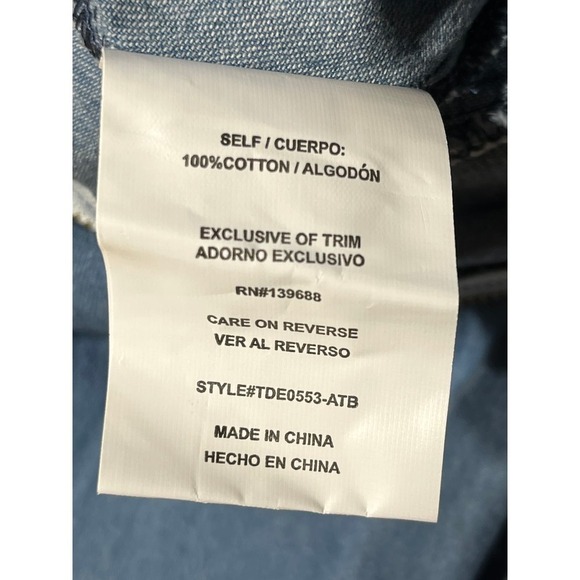 SELF / CUERPO:
100%COTTON / ALGODÓN
EXCLUSIVE OF TRIM
ADORNO EXCLUSIVO
RN#139688
CARE ON REVERSE
VER AL REVERSO
STYLE#TDE0553-ATB
MADE IN CHINA
HECHO EN CHINA